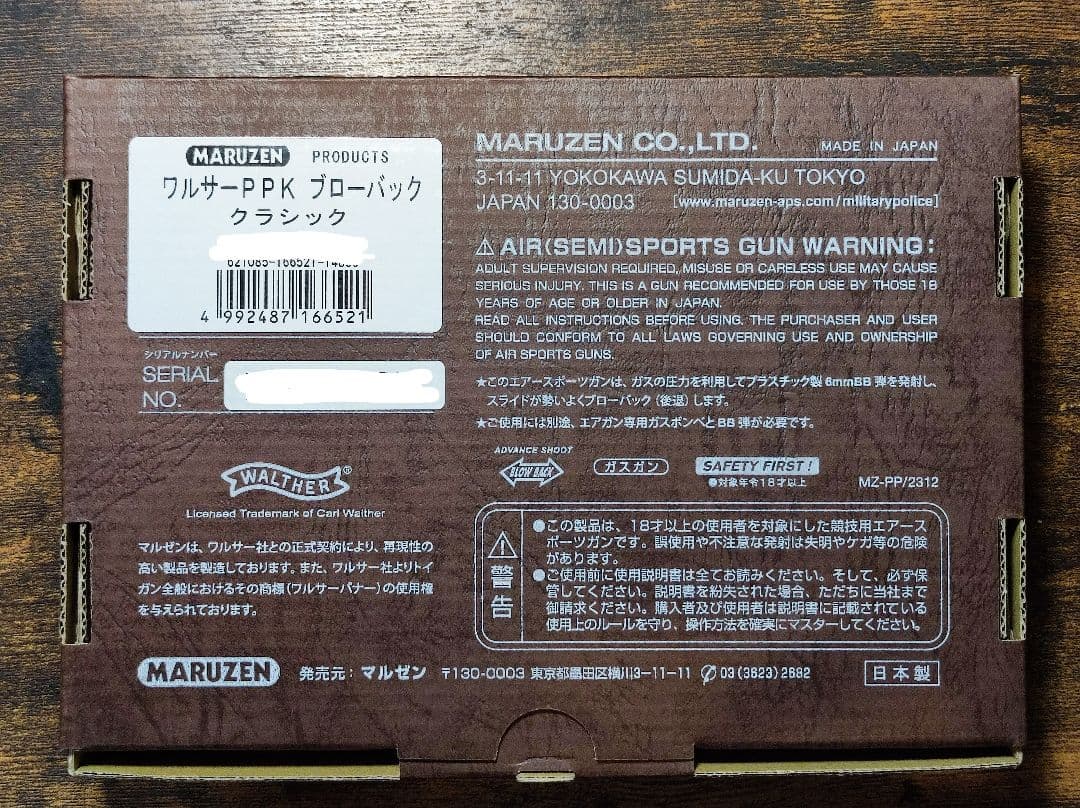 MARUZEN PRODUCTS
ワルサーPPK ブローバック
クラシック
4 992487 166521
シリアルナンバー
SERIAL
NO.
WALTHER®
Licensed Trademark of Carl Walther
マルゼンは、ワルサー社との正式契約により、再現性の
高い製品を製造しております。また、ワルサー社よりトイ
ガン全般におけるその商標(ワルサーバナー)の使用権
を与えられております。
MARUZEN CO.,LTD. MADE IN JAPAN
3-11-11 YOKOKAWA SUMIDA-KU TOKYO
JAPAN 130-0003 [www.maruzen-aps.com/militarypolice]
⚠ AIR(SEMI)SPORTS GUN WARNING:
ADULT SUPERVISION REQUIRED, MISUSE OR CARELESS USE MAY CAUSE
SERIOUS INJURY. THIS IS A GUN RECOMMENDED FOR USE BY THOSE 18
YEARS OF AGE OR OLDER IN JAPAN.
READ ALL INSTRUCTIONS BEFORE USING. THE PURCHASER AND USER
SHOULD CONFORM TO ALL LAWS GOVERNING USE AND OWNERSHIP
OF AIR SPORTS GUNS.
★このエアースポーツガンは、ガスの圧力を利用してプラスチック製6mmBB弾を発射し、
スライドが勢いよくブローバック(後退)します。
★ご使用には別途、エアガン専用ガスボンベとBB弾が必要です。
ADVANCE SHOOT
BLOW BACK
ガスガン
SAFETY FIRST!
●対象年令18才以上
MZ-PP/2312
⚠警告
●この製品は、18才以上の使用者を対象にした競技用エアース
ポーツガンです。誤使用や不注意な発射は失明やケガ等の危険
があります。
●ご使用前に使用説明書は全てお読みください。そして、必ず保
管してください。説明書を紛失された場合、ただちに当社まで
御請求ください。購入者及び使用者は説明書に記載されている
使用上のルールを守り、操作方法を確実にマスターしてください。
MARUZEN 発売元:マルゼン 〒130-0003 東京都墨田区横川3-11-11 ✆03(3623)2682
日本製